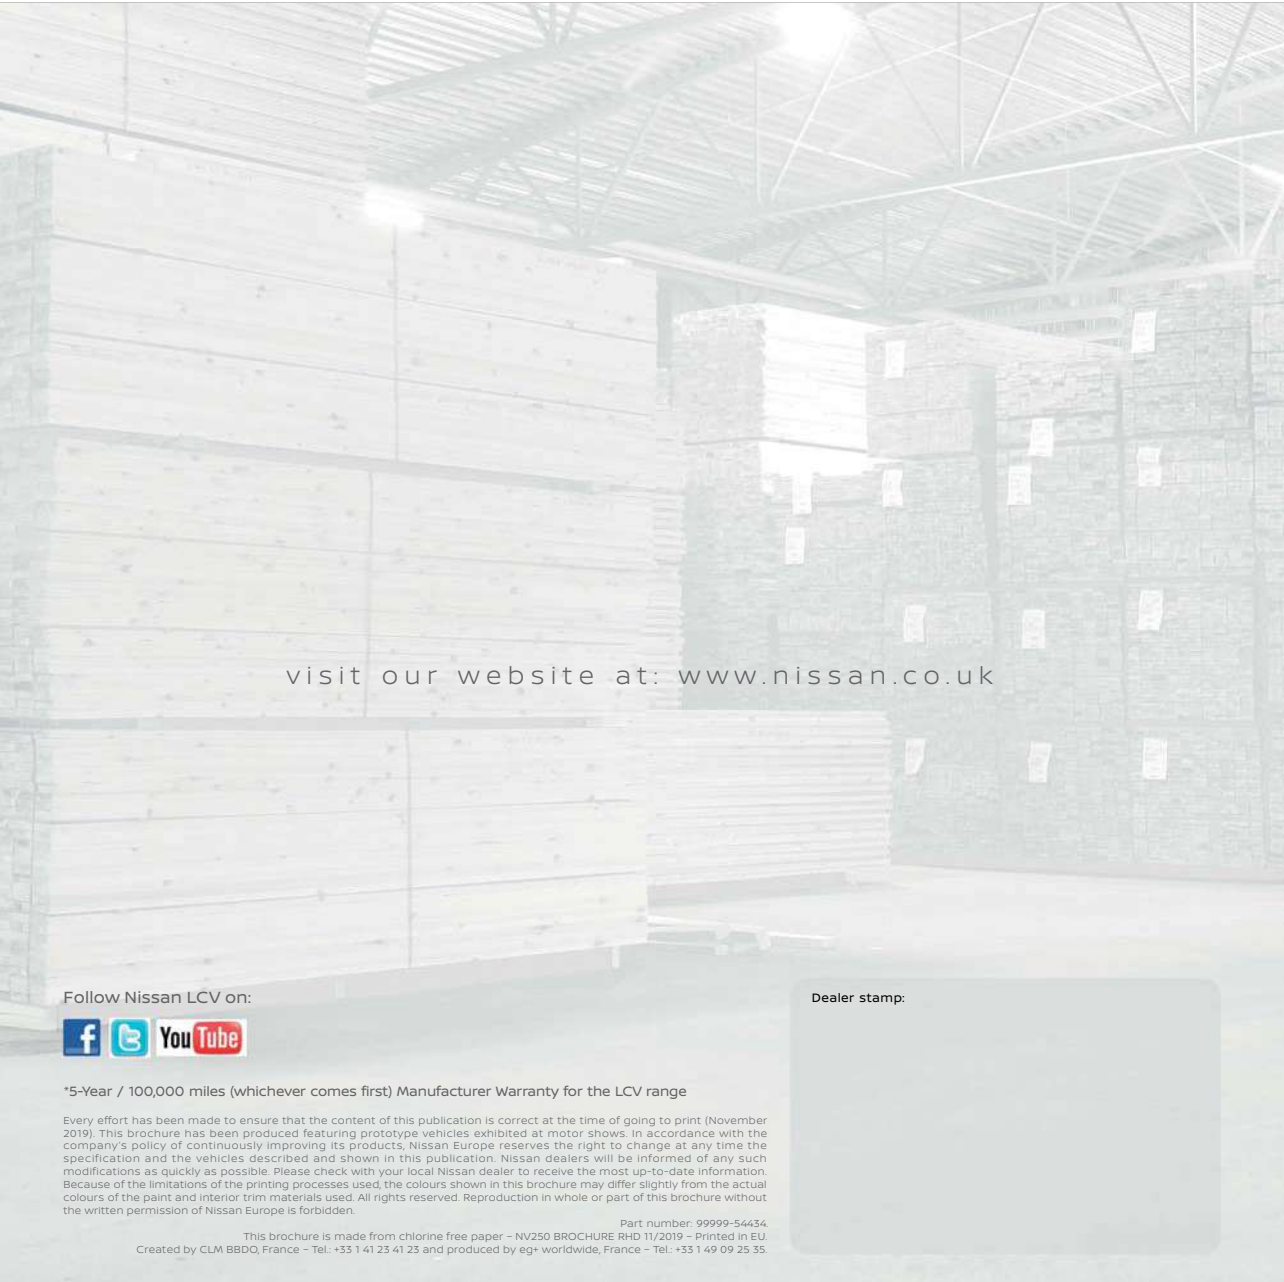 visit our website at: www.nissan.co.uk
Follow Nissan LCV on:
f
t
YouTube
*5-Year / 100,000 miles (whichever comes first) Manufacturer Warranty for the LCV range
Every effort has been made to ensure that the content of this publication is correct at the time of going to print (November
2019). This brochure has been produced featuring prototype vehicles exhibited at motor shows. In accordance with the
company's policy of continuously improving its products, Nissan Europe reserves the right to change at any time the
specification and the vehicles described and shown in this publication. Nissan dealers will be informed of any such
modifications as quickly as possible. Please check with your local Nissan dealer to receive the most up-to-date information.
Because of the limitations of the printing processes used, the colours shown in this brochure may differ slightly from the actual
colours of the paint and interior trim materials used. All rights reserved. Reproduction in whole or part of this brochure without
the written permission of Nissan Europe is forbidden.
Part number: 99999-54434.
This brochure is made from chlorine free paper – NV250 BROCHURE RHD 11/2019 – Printed in EU.
Created by CLM BBDO, France – Tel.: +33 1 41 23 41 23 and produced by eg+ worldwide, France – Tel.: +33 1 49 09 25 35.
Dealer stamp: